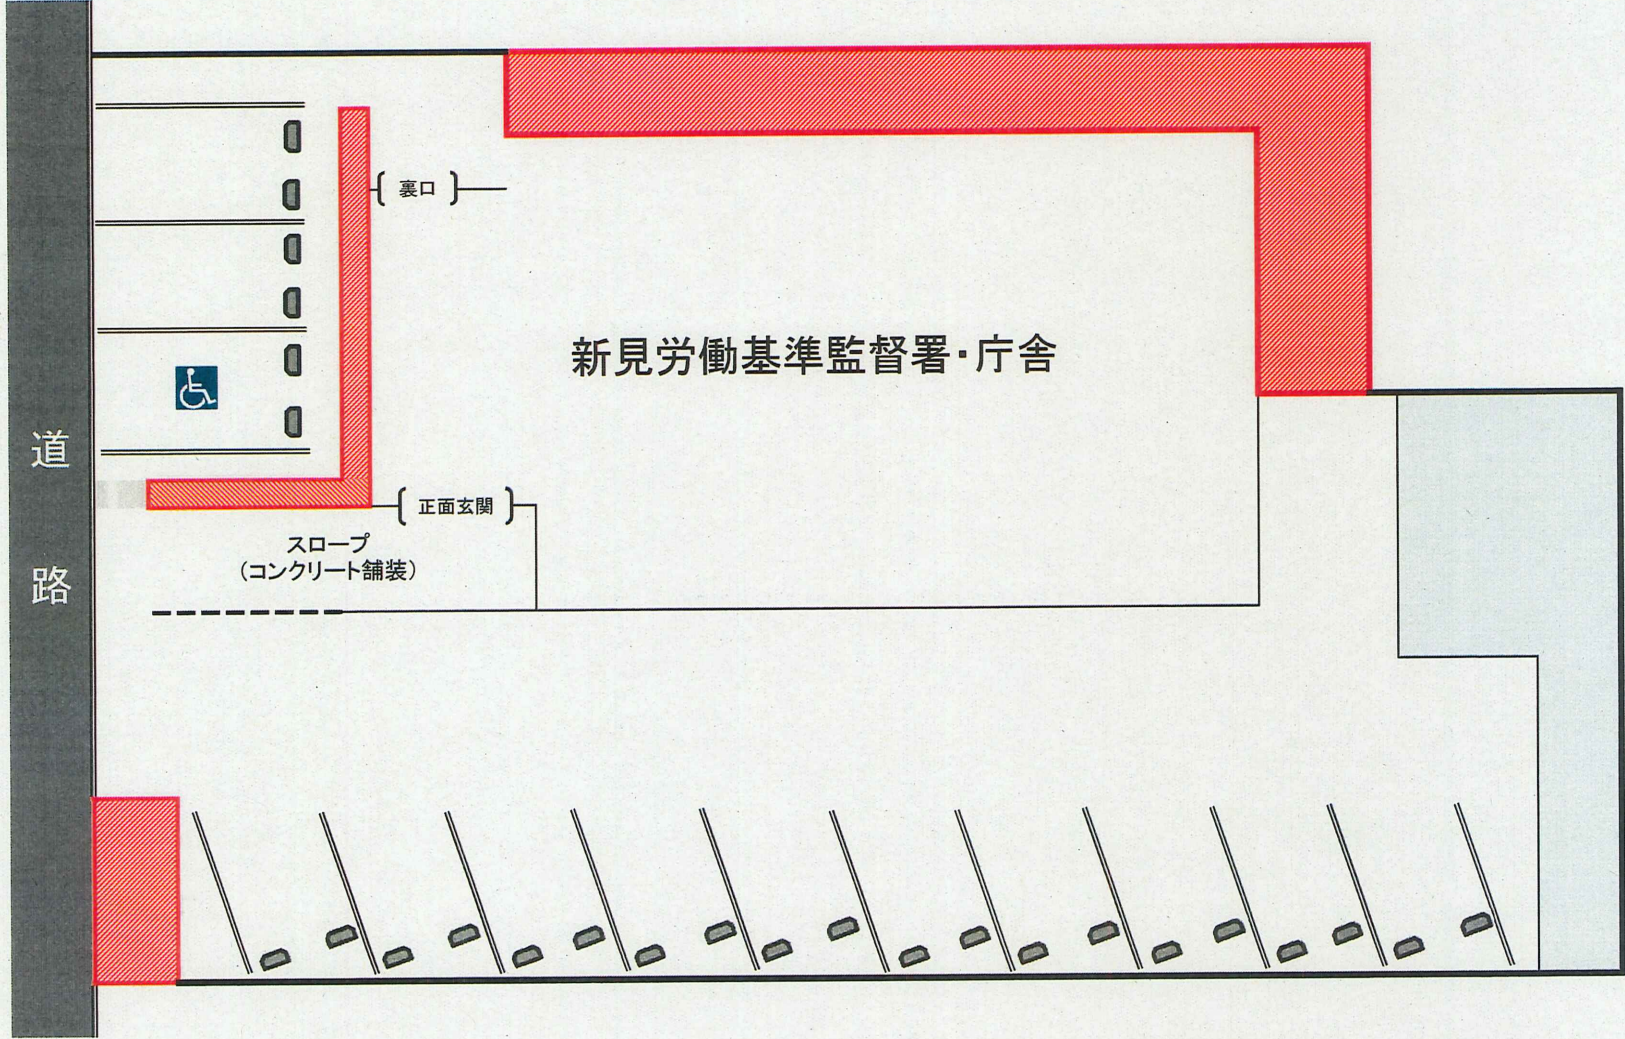 裏口
新見労働基準監督署・庁舎
道路
正面玄関
スロープ
（コンクリート舗装）